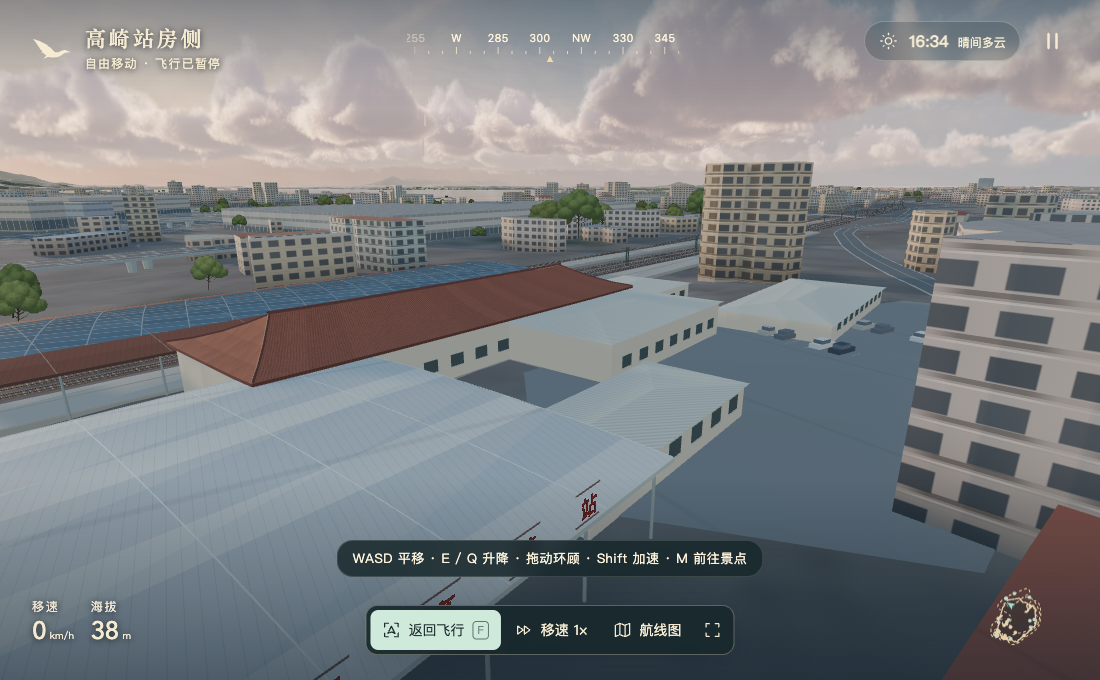 高崎站房侧
自由移动 · 飞行已暂停
255 W 285 300 NW 330 345
16:34 晴间多云
站
WASD 平移 · E / Q 升降 · 拖动环顾 · Shift 加速 · M 前往景点
移速 海拔
0 km/h 38 m
返回飞行 F 移速 1x 航线图